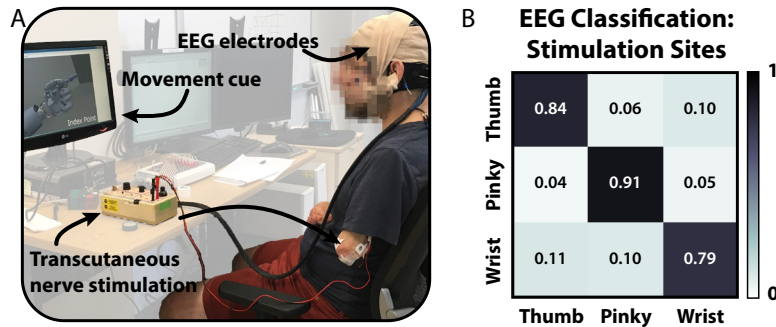 A
EEG electrodes
Movement cue
Index Point
Transcutaneous
nerve stimulation
B
EEG Classification:
Stimulation Sites
Thumb
0.84 0.06 0.10
Pinky
0.04 0.91 0.05
Wrist
0.11 0.10 0.79
Thumb Pinky Wrist
1
0